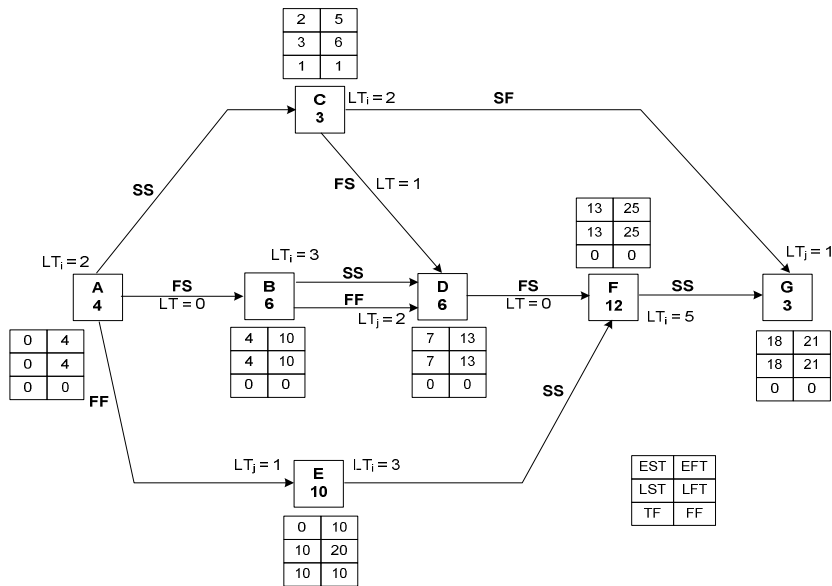 2 5
3 6
1 1
C
3
LTi = 2
SF
SS
FS
LT = 1
13 25
13 25
0 0
LTi = 2
LTi = 3
LTj = 1
A
4
FS
LT = 0
B
6
SS
FF
LTj = 2
D
6
FS
LT = 0
F
12
SS
LTi = 5
G
3
0 4
0 4
0 0
4 10
4 10
0 0
7 13
7 13
0 0
18 21
18 21
0 0
FF
SS
LTj = 1
E
10
LTi = 3
EST EFT
LST LFT
TF FF
0 10
10 20
10 10